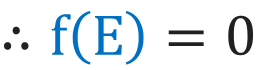 ∴ f(E) = 0